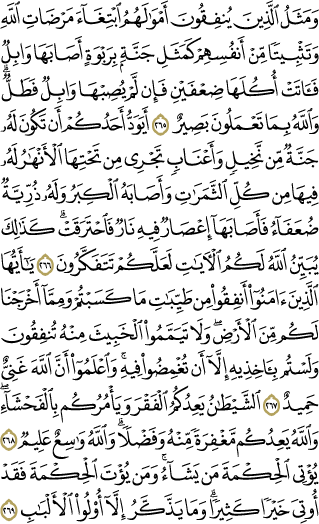 وَمَثَلُ ٱلَّذِينَ يُنفِقُونَ أَمْوَٰلَهُمُ ٱبْتِغَآءَ مَرْضَاتِ ٱللَّهِ
وَتَثْبِيتًا مِّنْ أَنفُسِهِمْ كَمَثَلِ جَنَّةٍۭ بِرَبْوَةٍ أَصَابَهَا وَابِلٌ
فَـَٔاتَتْ أُكُلَهَا ضِعْفَيْنِ فَإِن لَّمْ يُصِبْهَا وَابِلٌ فَطَلٌّ ۗ
وَٱللَّهُ بِمَا تَعْمَلُونَ بَصِيرٌ ٢٦٥ أَيَوَدُّ أَحَدُكُمْ أَن تَكُونَ لَهُۥ
جَنَّةٌ مِّن نَّخِيلٍ وَأَعْنَابٍ تَجْرِى مِن تَحْتِهَا ٱلْأَنْهَٰرُ لَهُۥ
فِيهَا مِن كُلِّ ٱلثَّمَرَٰتِ وَأَصَابَهُ ٱلْكِبَرُ وَلَهُۥ ذُرِّيَّةٌ
ضُعَفَآءُ فَأَصَابَهَآ إِعْصَارٌ فِيهِ نَارٌ فَٱحْتَرَقَتْ ۗ كَذَٰلِكَ
يُبَيِّنُ ٱللَّهُ لَكُمُ ٱلْـَٔايَٰتِ لَعَلَّكُمْ تَتَفَكَّرُونَ ٢٦٦ يَٰٓأَيُّهَا
ٱلَّذِينَ ءَامَنُوٓا۟ أَنفِقُوا۟ مِن طَيِّبَٰتِ مَا كَسَبْتُمْ وَمِمَّآ أَخْرَجْنَا
لَكُم مِّنَ ٱلْأَرْضِ ۖ وَلَا تَيَمَّمُوا۟ ٱلْخَبِيثَ مِنْهُ تُنفِقُونَ
وَلَسْتُم بِـَٔاخِذِيهِ إِلَّآ أَن تُغْمِضُوا۟ فِيهِ ۚ وَٱعْلَمُوٓا۟ أَنَّ ٱللَّهَ غَنِىٌّ
حَمِيدٌ ٢٦٧ ٱلشَّيْطَٰنُ يَعِدُكُمُ ٱلْفَقْرَ وَيَأْمُرُكُم بِٱلْفَحْشَآءِ ۖ
وَٱللَّهُ يَعِدُكُم مَّغْفِرَةً مِّنْهُ وَفَضْلًا ۗ وَٱللَّهُ وَٰسِعٌ عَلِيمٌ ٢٦٨
يُؤْتِى ٱلْحِكْمَةَ مَن يَشَآءُ ۚ وَمَن يُؤْتَ ٱلْحِكْمَةَ فَقَدْ
أُوتِىَ خَيْرًا كَثِيرًا ۗ وَمَا يَذَّكَّرُ إِلَّآ أُو۟لُوا۟ ٱلْأَلْبَٰبِ ٢٦٩